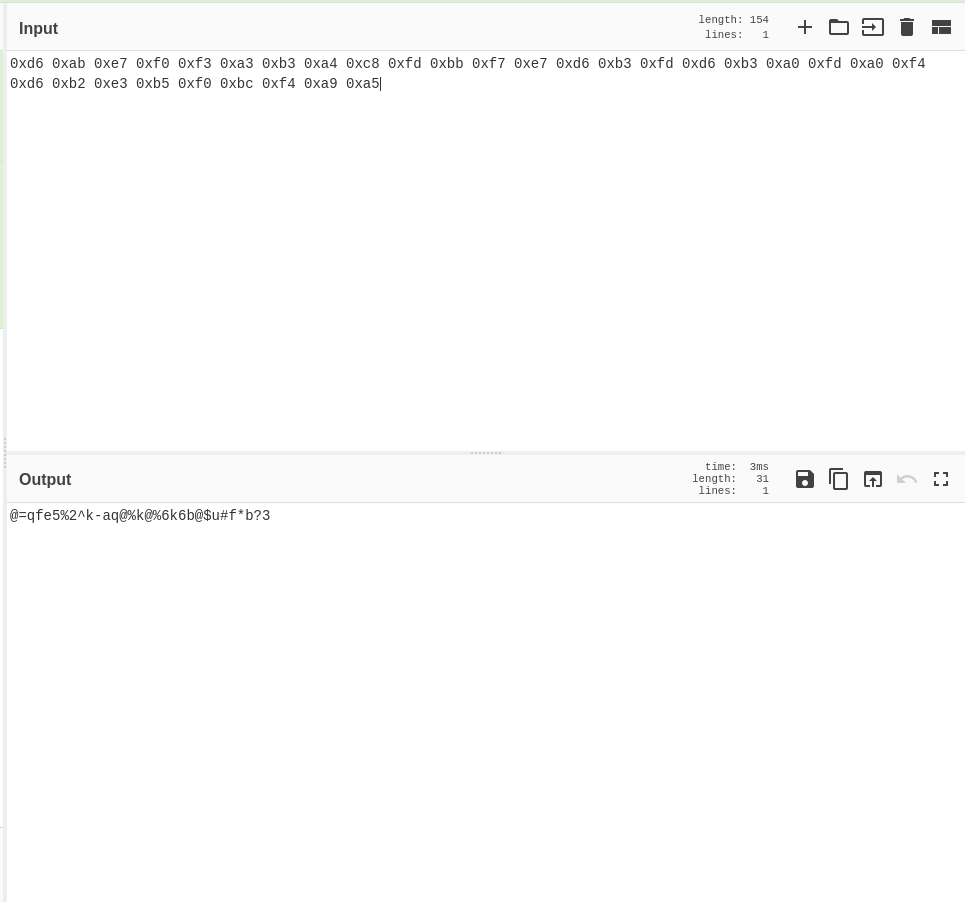 Input
length: 154
lines: 1
0xd6 0xab 0xe7 0xf0 0xf3 0xa3 0xb3 0xa4 0xc8 0xfd 0xbb 0xf7 0xe7 0xd6 0xb3 0xfd 0xd6 0xb3 0xa0 0xfd 0xa0 0xf4
0xd6 0xb2 0xe3 0xb5 0xf0 0xbc 0xf4 0xa9 0xa5
Output
time: 3ms
length: 31
lines: 1
@=qfe5%2^k-aq@%k@%6k6b@$u#f*b?3